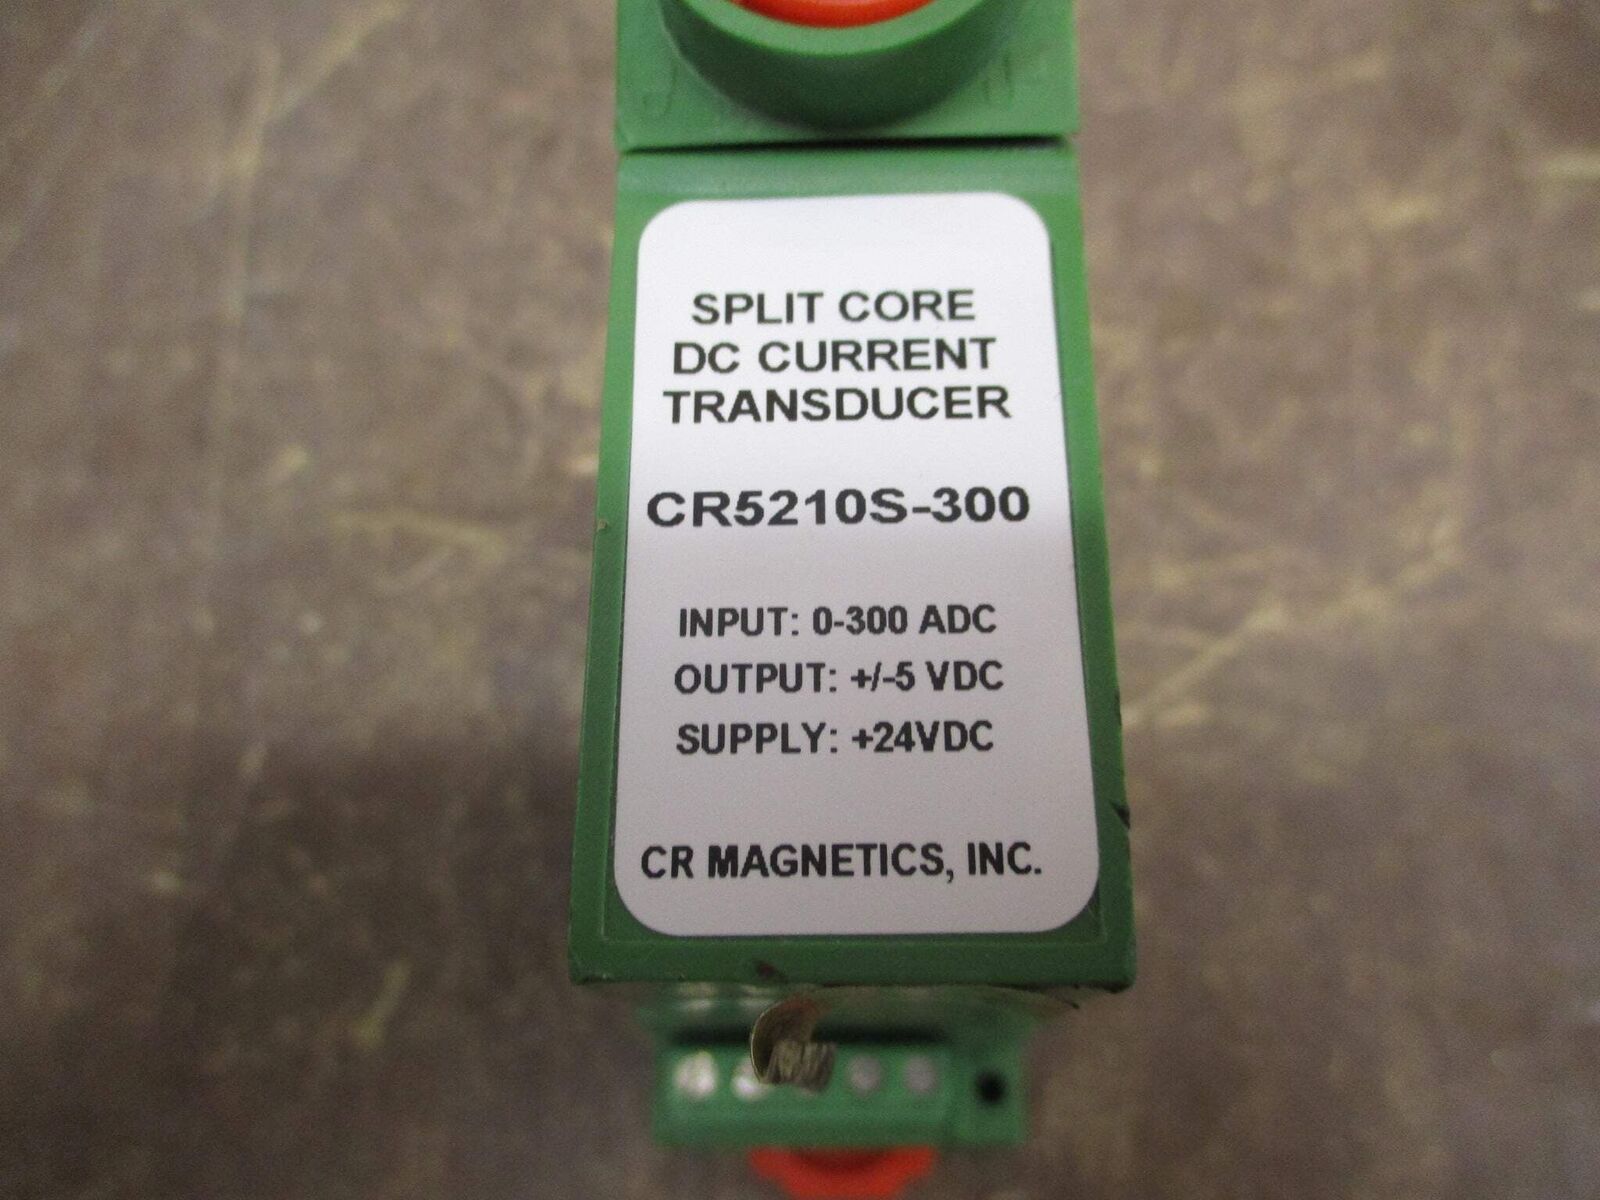 SPLIT CORE
DC CURRENT
TRANSDUCER
CR5210S-300
INPUT: 0-300 ADC
OUTPUT: +/-5 VDC
SUPPLY: +24VDC
CR MAGNETICS, INC.